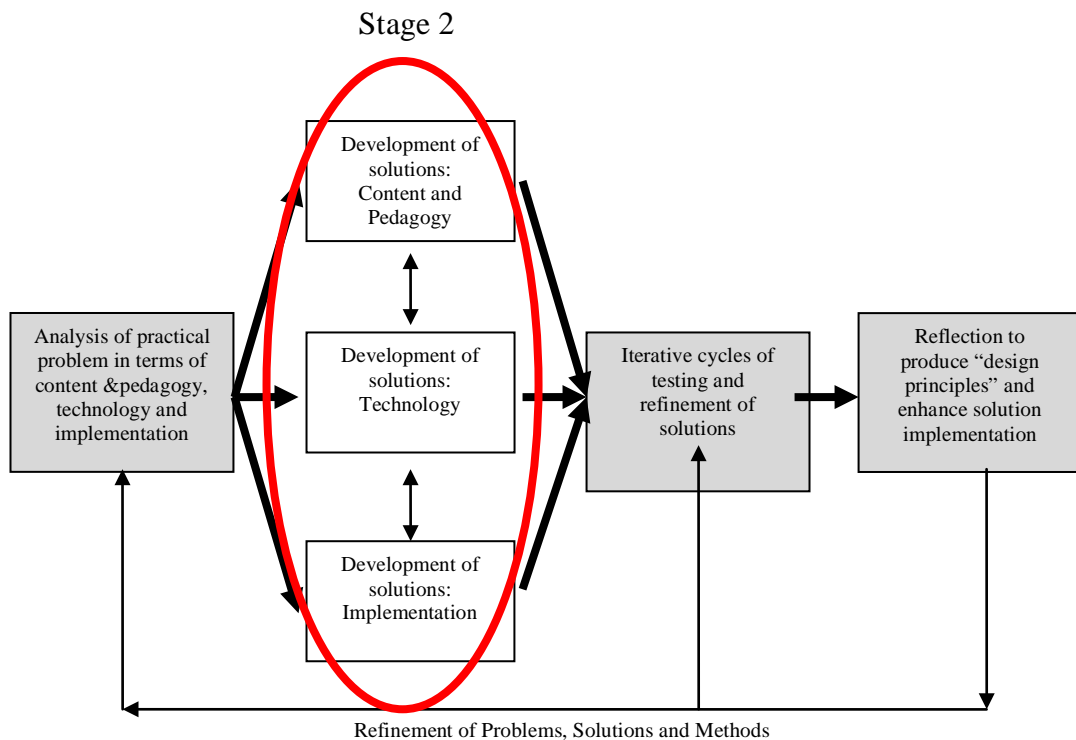 Stage 2
Development of
solutions:
Content and
Pedagogy
Analysis of practical
problem in terms of
content &pedagogy,
technology and
implementation
Development of
solutions:
Technology
Iterative cycles of
testing and
refinement of
solutions
Reflection to
produce “design
principles” and
enhance solution
implementation
Development of
solutions:
Implementation
Refinement of Problems, Solutions and Methods